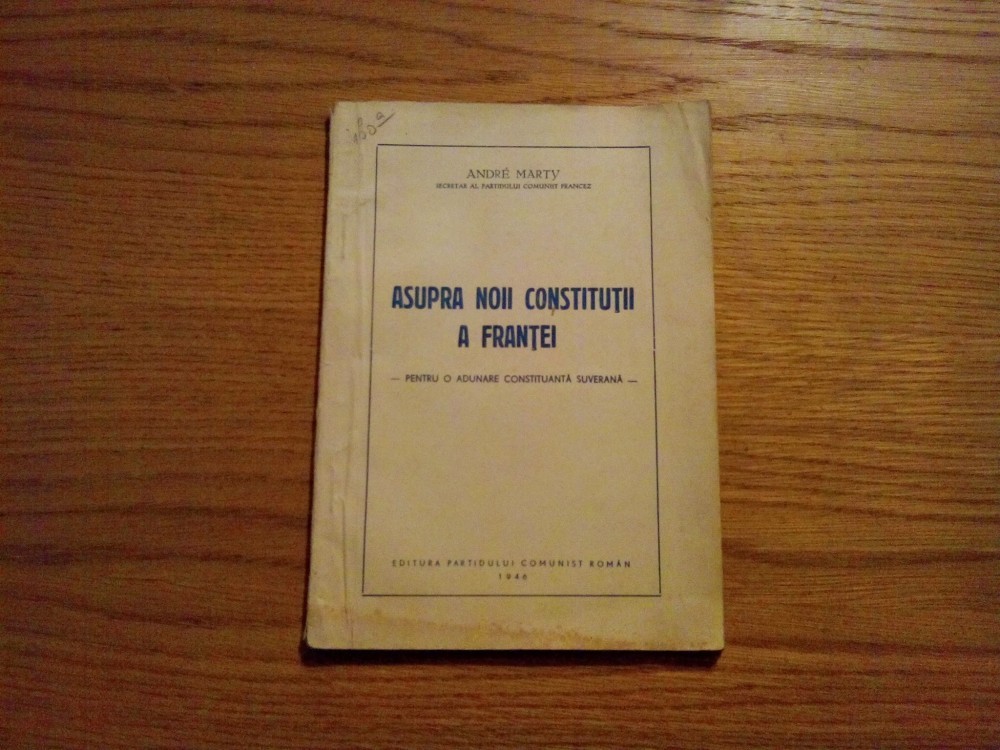 ANDRÉ MARTY
SECRETAR AL PARTIDULUI COMUNIST FRANCEZ
ASUPRA NOII CONSTITUȚII
A FRANȚEI
— PENTRU O ADUNARE CONSTITUANTĂ SUVERANĂ —
EDITURA PARTIDULUI COMUNIST ROMÂN
1946